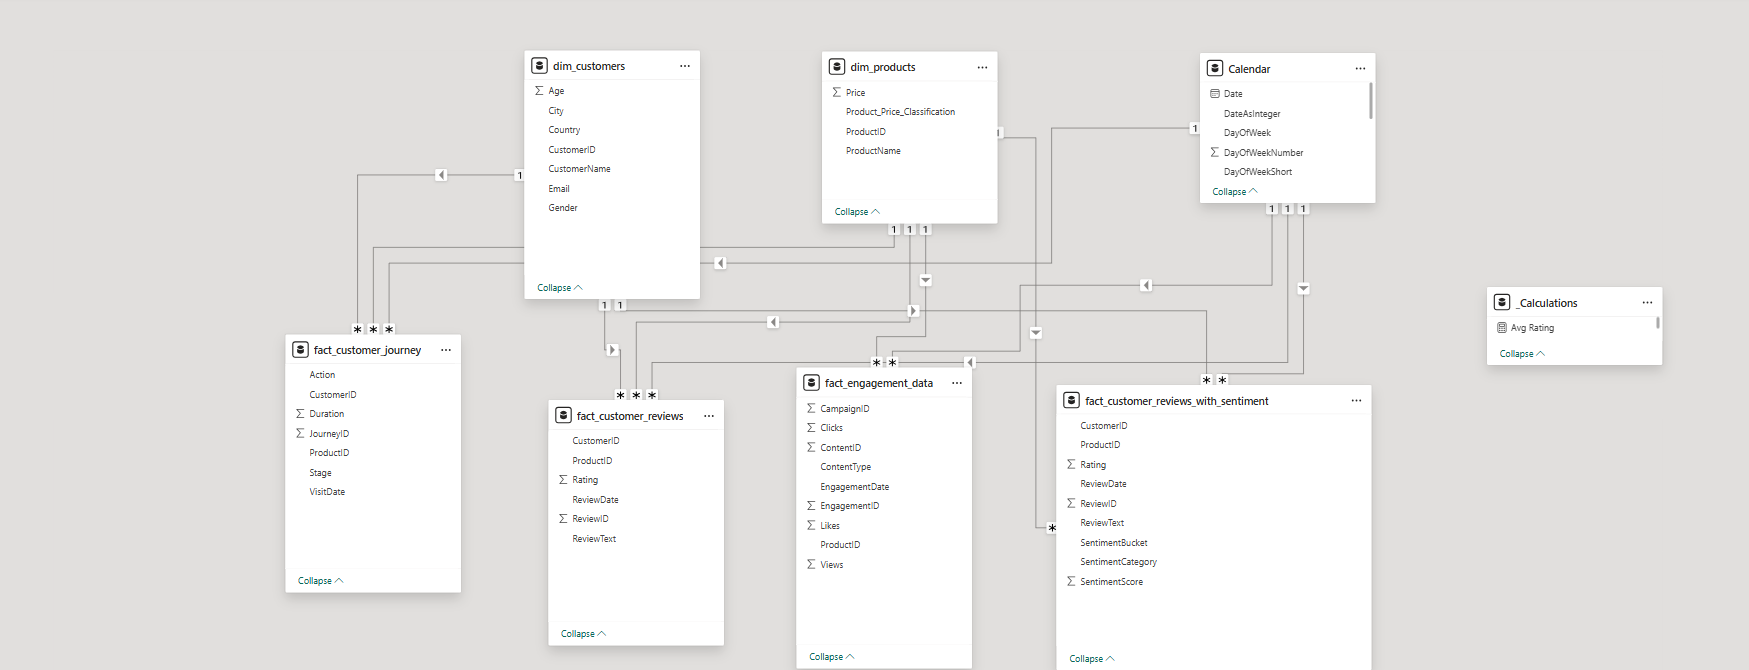 dim_customers
Age
City
Country
CustomerID
CustomerName
Email
Gender
Collapse
dim_products
Price
Product_Price_Classification
ProductID
ProductName
Collapse
Calendar
Date
DateAsInteger
DayOfWeek
DayOfWeekNumber
DayOfWeekShort
Collapse
1
1
1
1 1 1
1 1 1
1 1
_Calculations
Avg Rating
Collapse
* * *
fact_customer_journey
Action
CustomerID
Duration
JourneyID
ProductID
Stage
VisitDate
Collapse
* * *
fact_customer_reviews
CustomerID
ProductID
Rating
ReviewDate
ReviewID
ReviewText
Collapse
* *
fact_engagement_data
CampaignID
Clicks
ContentID
ContentType
EngagementDate
EngagementID
Likes
ProductID
Views
Collapse
* *
*
fact_customer_reviews_with_sentiment
CustomerID
ProductID
Rating
ReviewDate
ReviewID
ReviewText
SentimentBucket
SentimentCategory
SentimentScore
Collapse